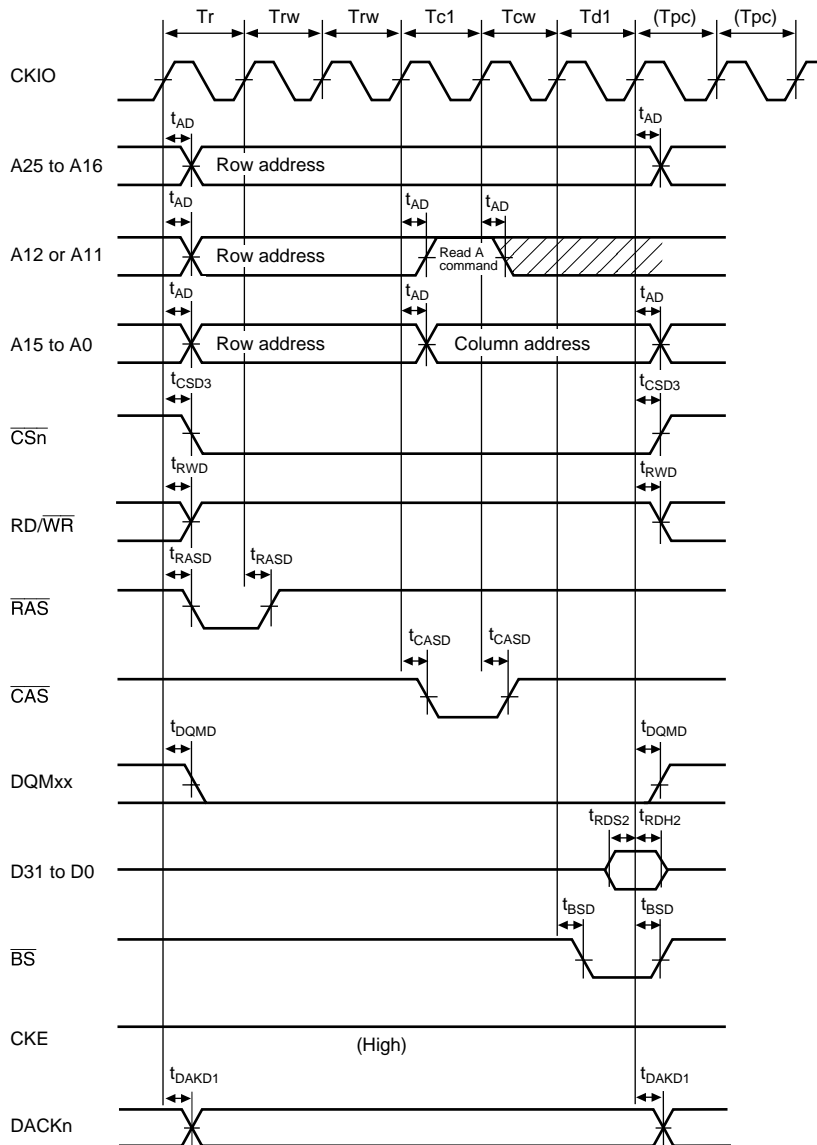 Tr Trw Trw Tc1 Tcw Td1 (Tpc) (Tpc)
CKIO
tAD tAD
A25 to A16 Row address
tAD tAD tAD
A12 or A11 Row address Read A
command
tAD tAD tAD
A15 to A0 Row address Column address
tCSD3 tCSD3
CSn
tRWD tRWD
RD/WR
tRASD tRASD
RAS
tCASD tCASD
CAS
tDQMD tDQMD
DQMxx
tRDS2 tRDH2
D31 to D0
tBSD tBSD
BS
CKE
(High)
tDAKD1 tDAKD1
DACKn